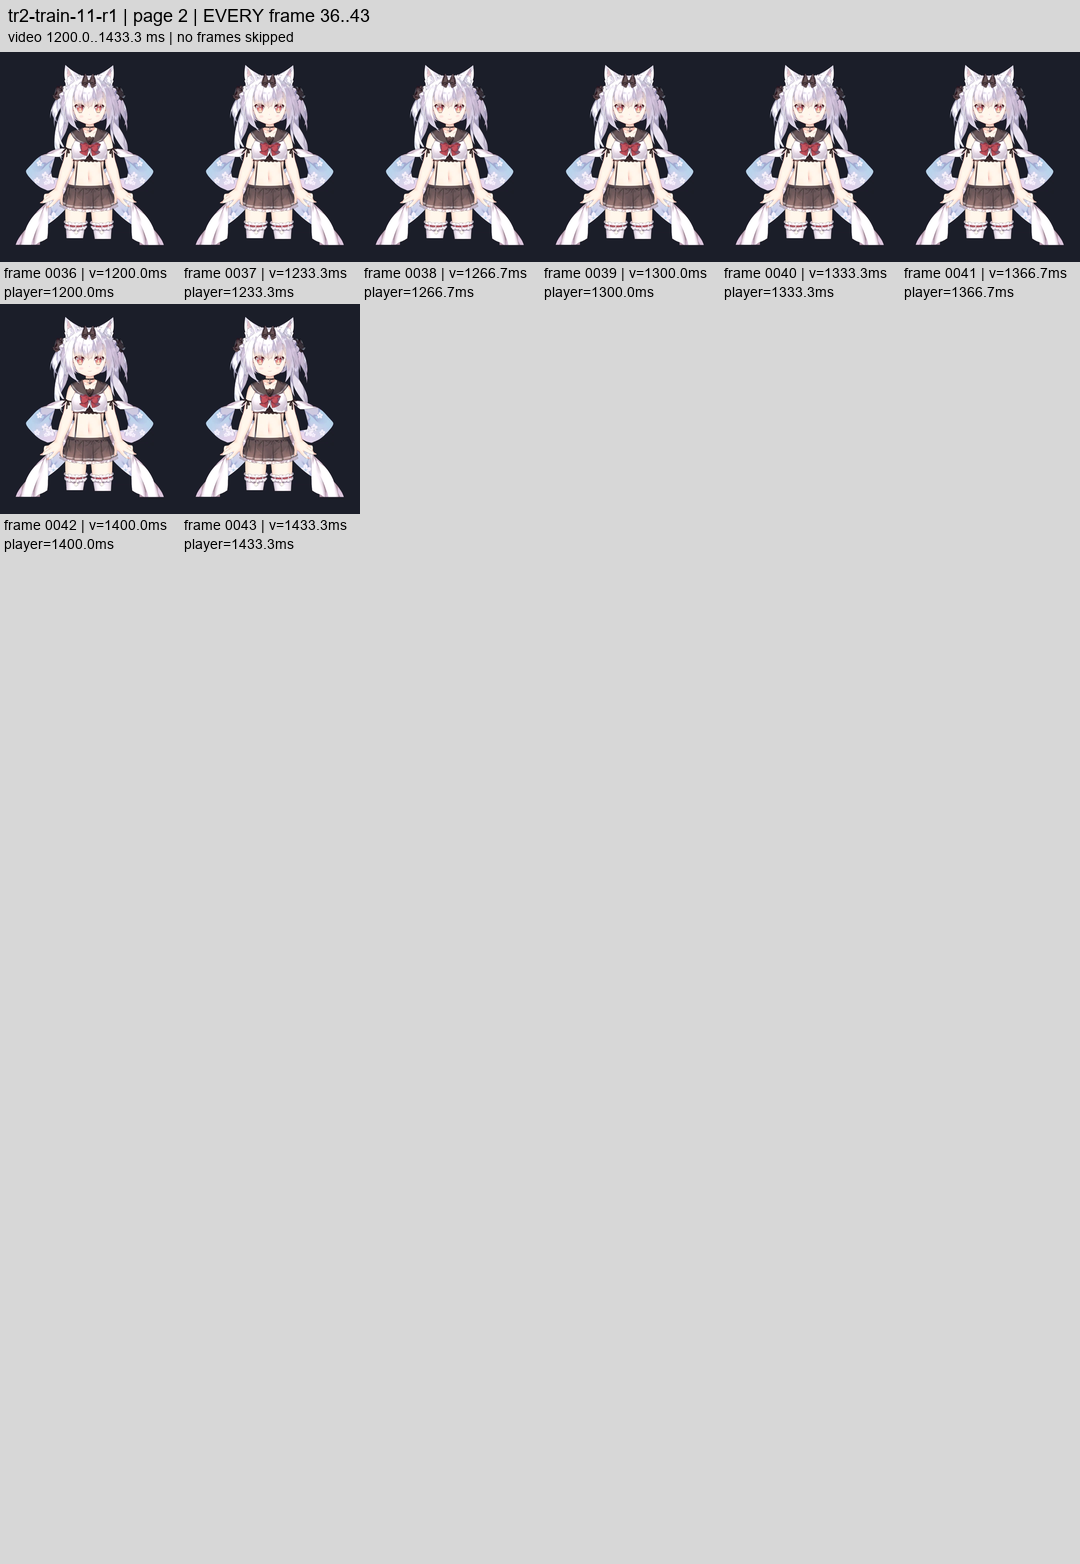 tr2-train-11-r1 | page 2 | EVERY frame 36..43
video 1200.0..1433.3 ms | no frames skipped
frame 0036 | v=1200.0ms
player=1200.0ms
frame 0037 | v=1233.3ms
player=1233.3ms
frame 0038 | v=1266.7ms
player=1266.7ms
frame 0039 | v=1300.0ms
player=1300.0ms
frame 0040 | v=1333.3ms
player=1333.3ms
frame 0041 | v=1366.7ms
player=1366.7ms
frame 0042 | v=1400.0ms
player=1400.0ms
frame 0043 | v=1433.3ms
player=1433.3ms